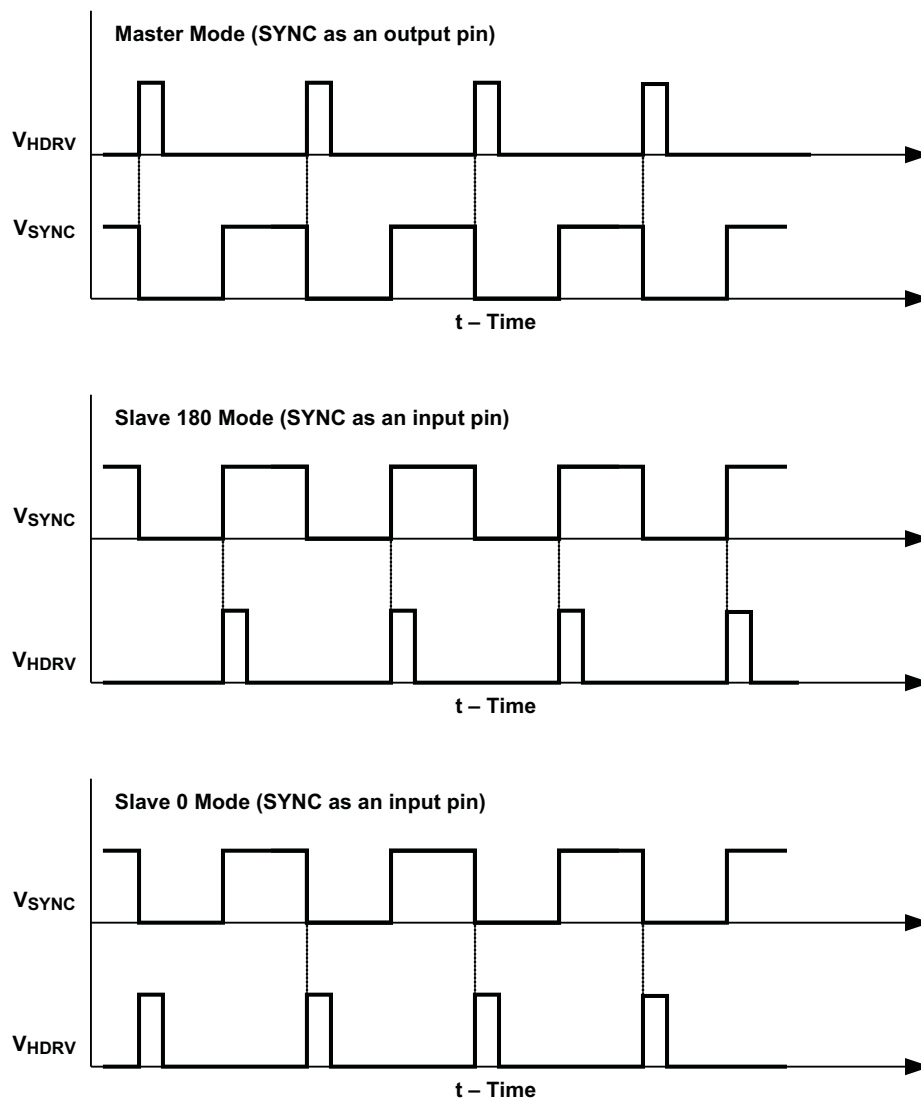 Master Mode (SYNC as an output pin)
VHDRV
VSYNC
t – Time
Slave 180 Mode (SYNC as an input pin)
VSYNC
VHDRV
t – Time
Slave 0 Mode (SYNC as an input pin)
VSYNC
VHDRV
t – Time